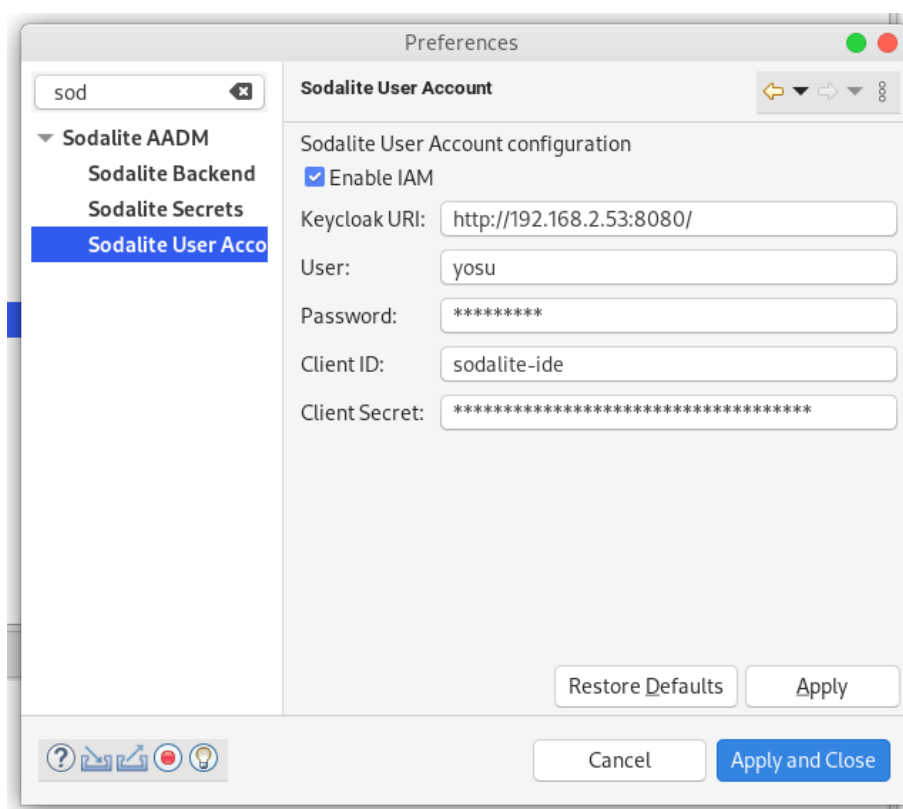 Preferences
sod
Sodalite AADM
Sodalite Backend
Sodalite Secrets
Sodalite User Acco
Sodalite User Account
Sodalite User Account configuration
Enable IAM
Keycloak URI: http://192.168.2.53:8080/
User: yosu
Password: *********
Client ID: sodalite-ide
Client Secret: ************************************
Restore Defaults Apply
Cancel Apply and Close